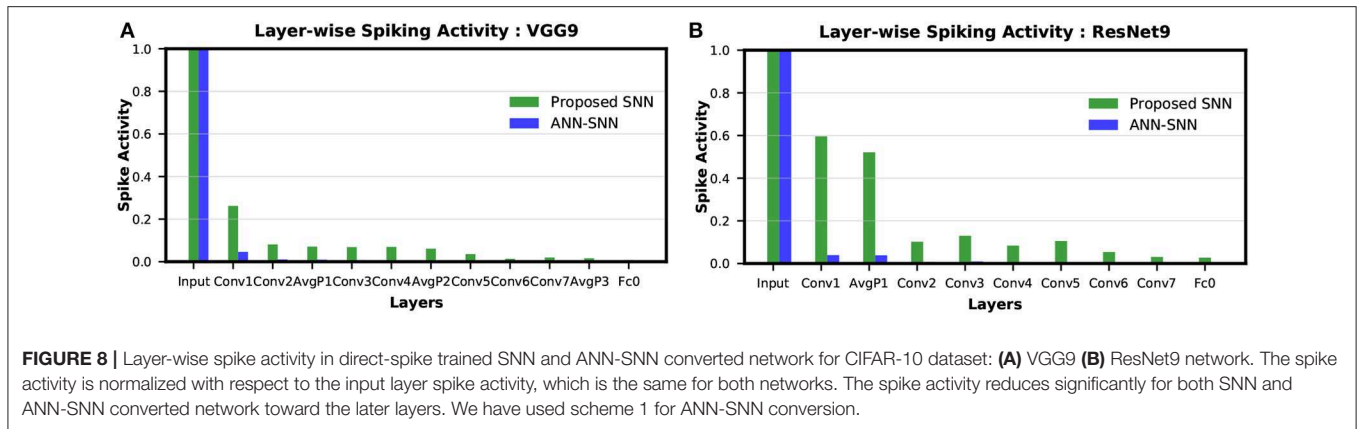 A
Layer-wise Spiking Activity : VGG9
1.0
0.8
0.6
0.4
0.2
0.0
Spike Activity
Proposed SNN
ANN-SNN
Input Conv1 Conv2 AvgP1 Conv3 Conv4 AvgP2 Conv5 Conv6 Conv7 AvgP3 Fc0
Layers
B
Layer-wise Spiking Activity : ResNet9
1.0
0.8
0.6
0.4
0.2
0.0
Spike Activity
Proposed SNN
ANN-SNN
Input Conv1 AvgP1 Conv2 Conv3 Conv4 Conv5 Conv6 Conv7 Fc0
Layers
FIGURE 8 | Layer-wise spike activity in direct-spike trained SNN and ANN-SNN converted network for CIFAR-10 dataset: (A) VGG9 (B) ResNet9 network. The spike
activity is normalized with respect to the input layer spike activity, which is the same for both networks. The spike activity reduces significantly for both SNN and
ANN-SNN converted network toward the later layers. We have used scheme 1 for ANN-SNN conversion.